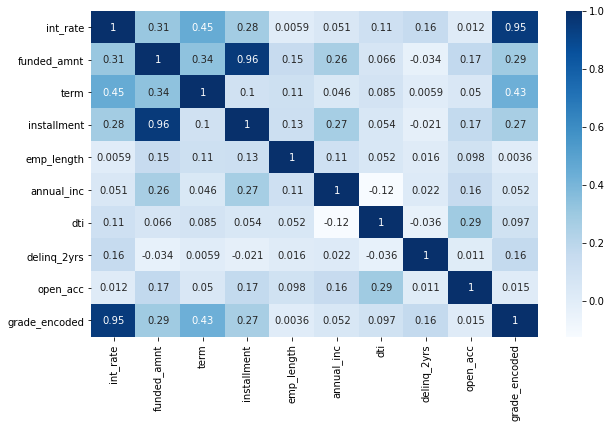 int_rate 1 0.31 0.45 0.28 0.0059 0.051 0.11 0.16 0.012 0.95
funded_amnt 0.31 1 0.34 0.96 0.15 0.26 0.066 -0.034 0.17 0.29
term 0.45 0.34 1 0.1 0.11 0.046 0.085 0.0059 0.05 0.43
installment 0.28 0.96 0.1 1 0.13 0.27 0.054 -0.021 0.17 0.27
emp_length 0.0059 0.15 0.11 0.13 1 0.11 0.052 0.016 0.098 0.0036
annual_inc 0.051 0.26 0.046 0.27 0.11 1 -0.12 0.022 0.16 0.052
dti 0.11 0.066 0.085 0.054 0.052 -0.12 1 -0.036 0.29 0.097
delinq_2yrs 0.16 -0.034 0.0059 -0.021 0.016 0.022 -0.036 1 0.011 0.16
open_acc 0.012 0.17 0.05 0.17 0.098 0.16 0.29 0.011 1 0.015
grade_encoded 0.95 0.29 0.43 0.27 0.0036 0.052 0.097 0.16 0.015 1
int_rate
funded_amnt
term
installment
emp_length
annual_inc
dti
delinq_2yrs
open_acc
grade_encoded
1.0
0.8
0.6
0.4
0.2
0.0